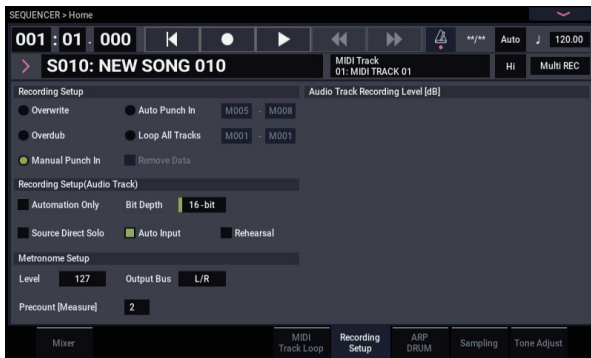 SEQUENCER > Home
001 : 01 . 000 **/** Auto ♩ 120.00
S010: NEW SONG 010 MIDI Track Hi Multi REC
01: MIDI TRACK 01
Recording Setup Audio Track Recording Level [dB]
Overwrite Auto Punch In M005 - M008
Overdub Loop All Tracks M001 - M001
Manual Punch In Remove Data
Recording Setup(Audio Track)
Automation Only Bit Depth 16-bit
Source Direct Solo Auto Input Rehearsal
Metronome Setup
Level 127 Output Bus L/R
Precount [Measure] 2
Mixer MIDI Track Loop Recording Setup ARP DRUM Sampling Tone Adjust